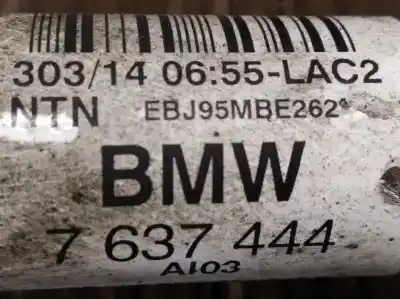 303/14 06:55-LAC2
NTN EBJ95MBE262
BMW
7 637 444
AI03